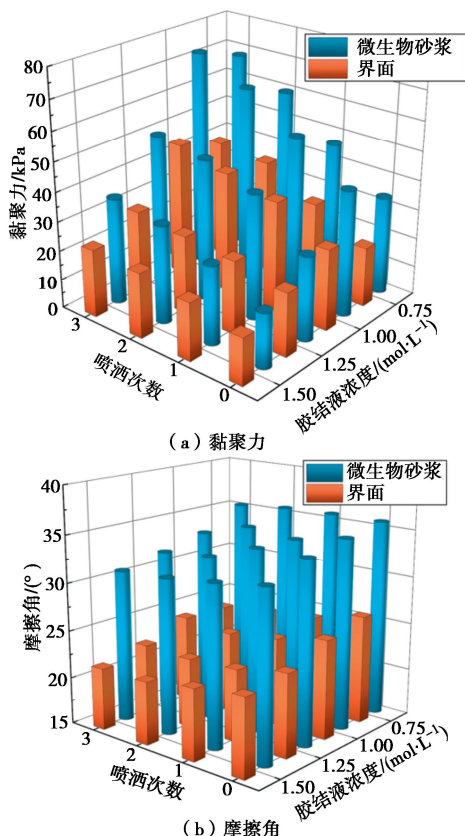 微生物砂浆
界面
80
70
60
50
40
30
20
10
0
黏聚力/kPa
3
2
1
0
喷洒次数
1.50
1.25
1.00
0.75
胶结液浓度/(mol·L⁻¹)
（a）黏聚力
微生物砂浆
界面
40
35
30
25
20
15
摩擦角/(°)
3
2
1
0
喷洒次数
1.50
1.25
1.00
0.75
胶结液浓度/(mol·L⁻¹)
（b）摩擦角